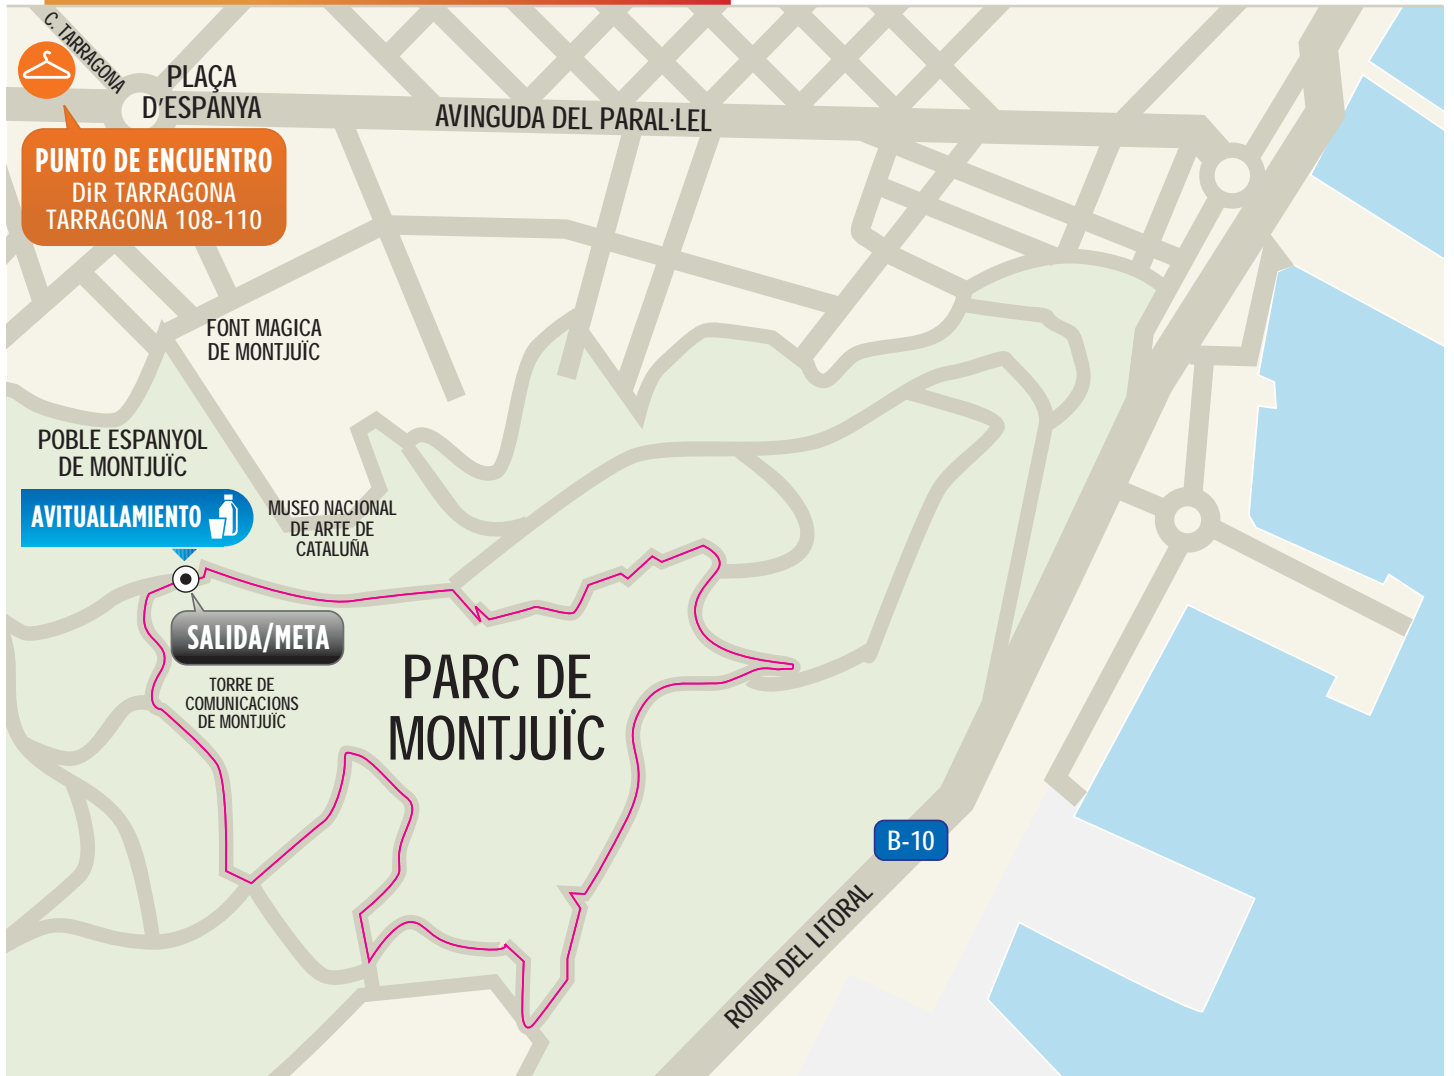 C. TARRAGONA
PLAÇA
D'ESPANYA
AVINGUDA DEL PARAL·LEL
PUNTO DE ENCUENTRO
DiR TARRAGONA
TARRAGONA 108-110
FONT MAGICA
DE MONTJUÏC
POBLE ESPANYOL
DE MONTJUÏC
AVITUALLAMIENTO
MUSEO NACIONAL
DE ARTE DE
CATALUÑA
SALIDA/META
TORRE DE
COMUNICACIONS
DE MONTJUÏC
PARC DE
MONTJUÏC
B-10
RONDA DEL LITORAL